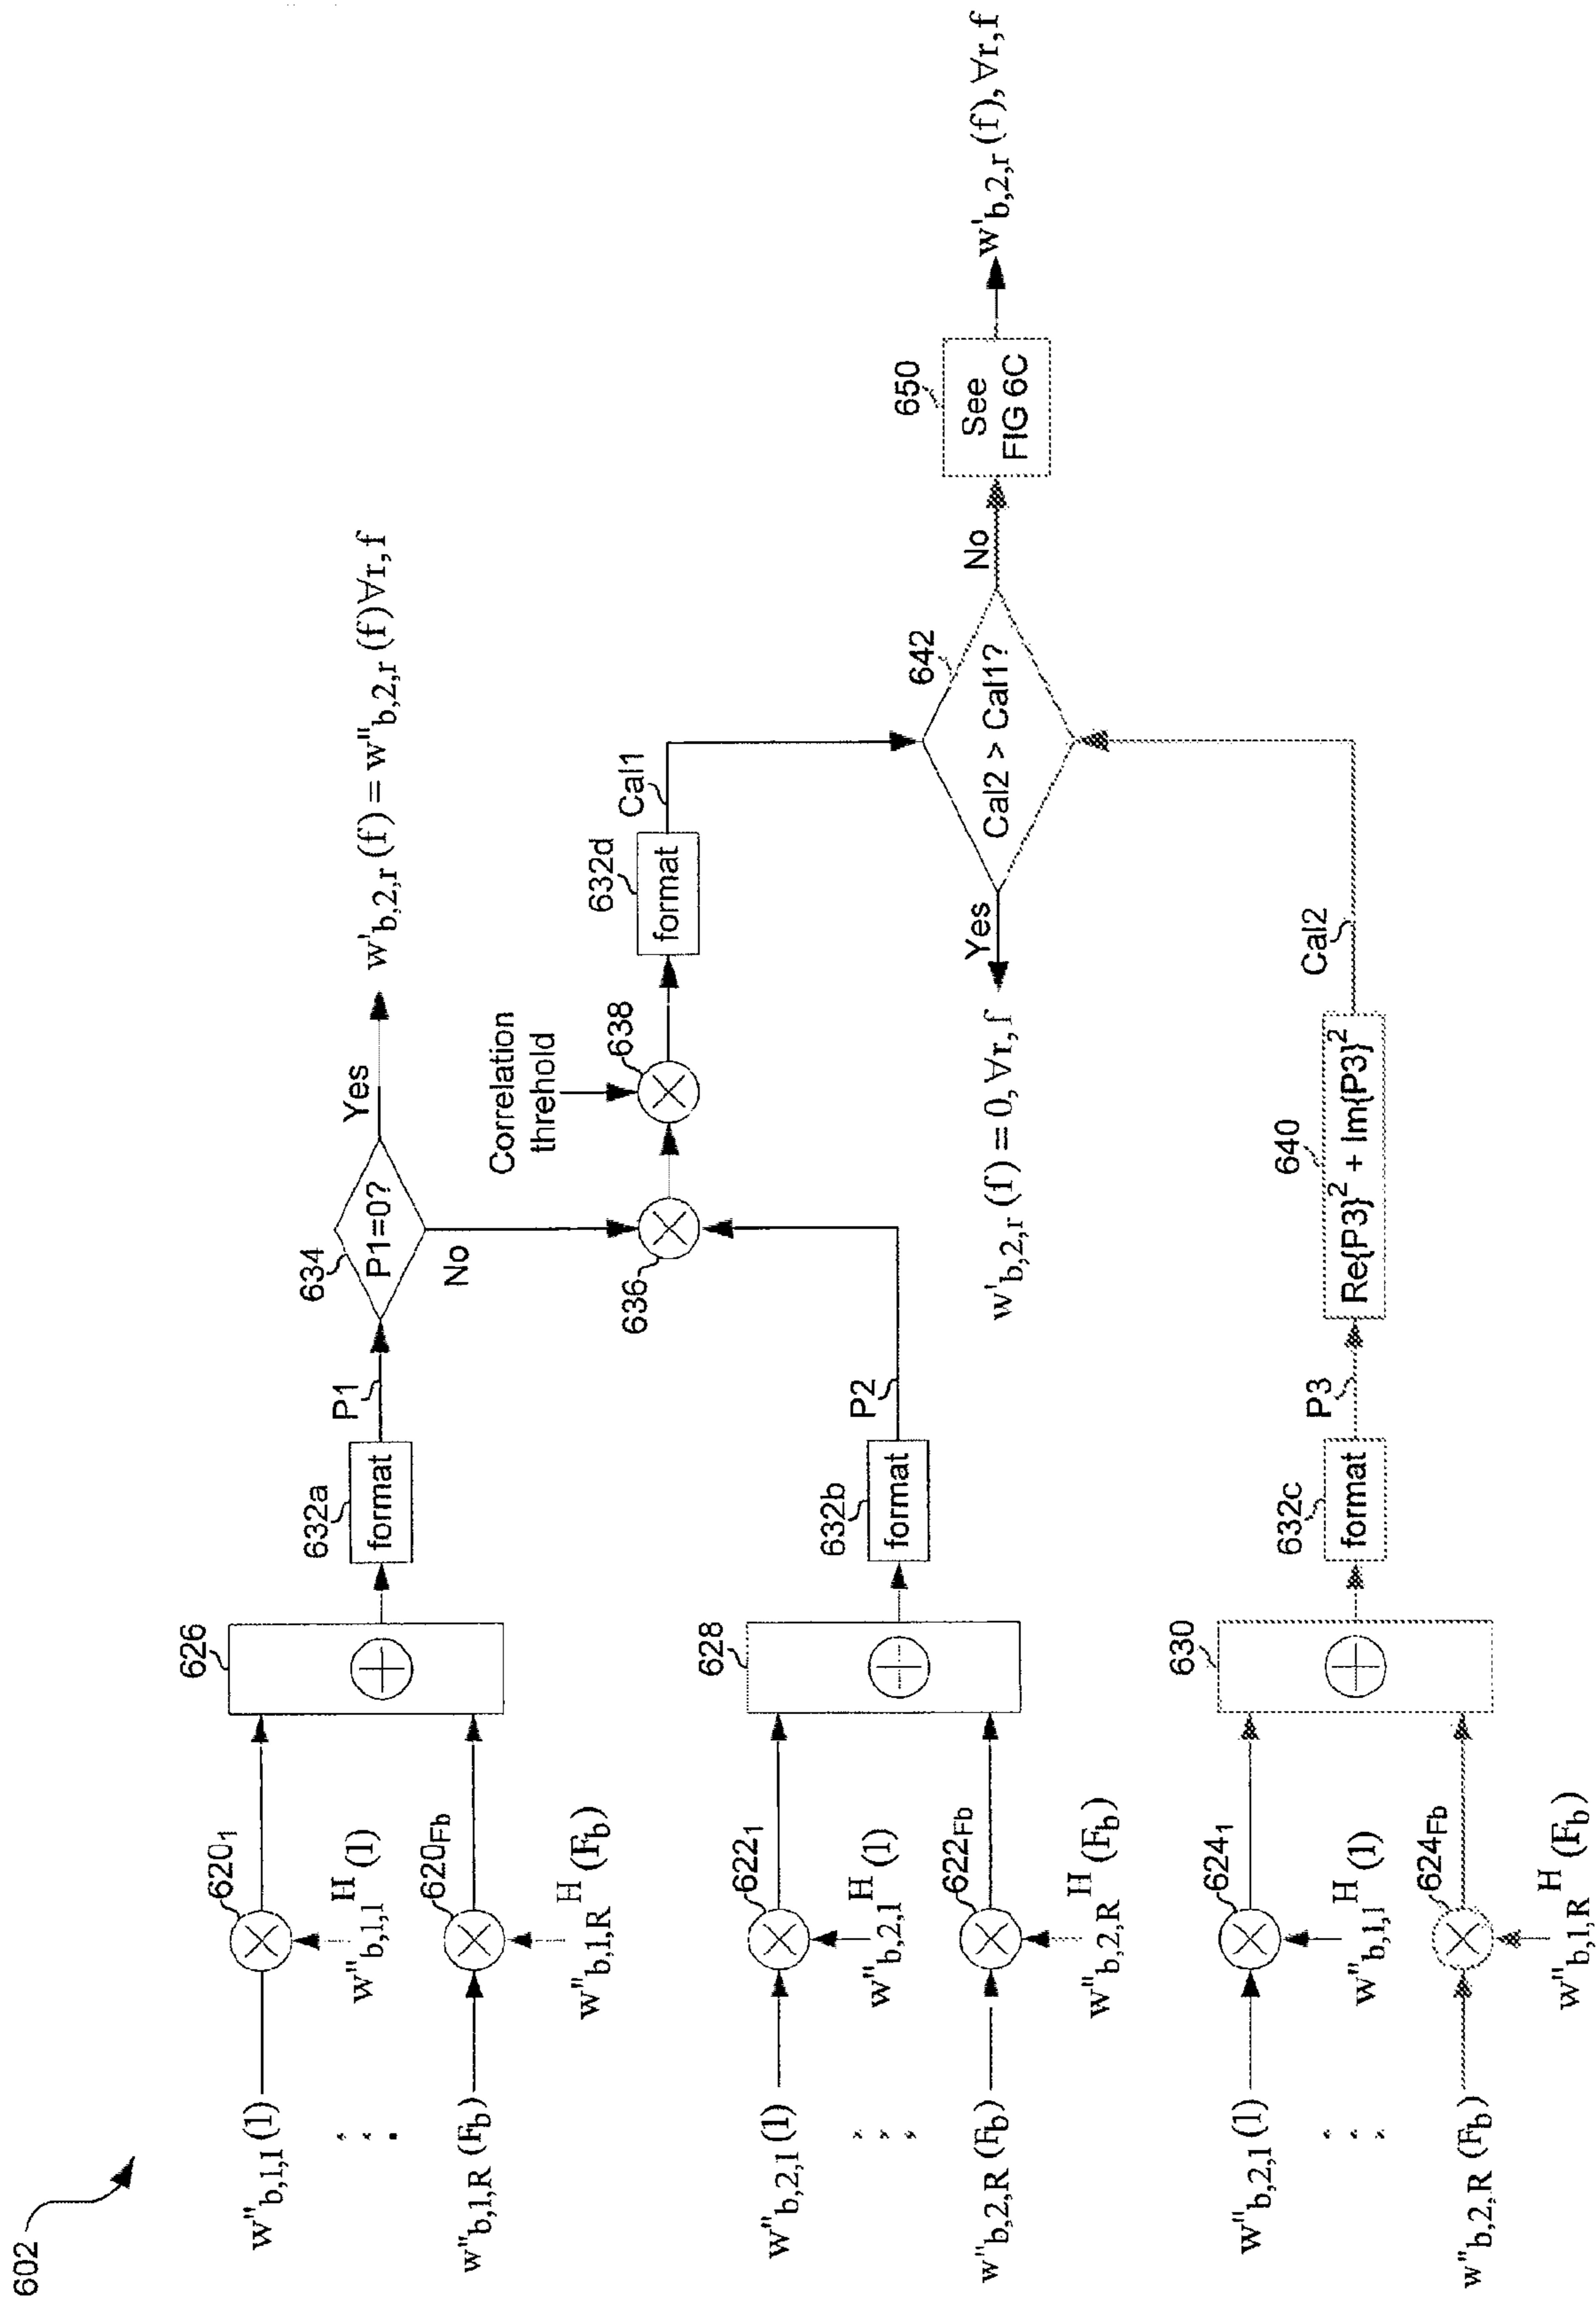 602
w''b,1,1 (1)
620₁
w''b,1,1 H (1)
w''b,1,R (Fb)
620Fb
w''b,1,R H (Fb)
626
632a
format
P1
634
P1=0?
Yes
w'b,2,r (f) = w''b,2,r (f) ∀r, f
No
w''b,2,1 (1)
622₁
w''b,2,1 H (1)
w''b,2,R (Fb)
622Fb
w''b,2,R H (Fb)
628
632b
format
P2
636
Correlation
threhold
638
632d
format
Cal1
w''b,2,1 (1)
624₁
w''b,1,1 H (1)
w''b,2,R (Fb)
624Fb
w''b,1,R H (Fb)
630
632c
format
P3
640
Re{P3}² + Im{P3}²
Cal2
642
Cal2 > Cal1?
Yes
w'b,2,r (f) = 0, ∀r, f
No
650
See
FIG 6C
w'b,2,r (f), ∀r, f